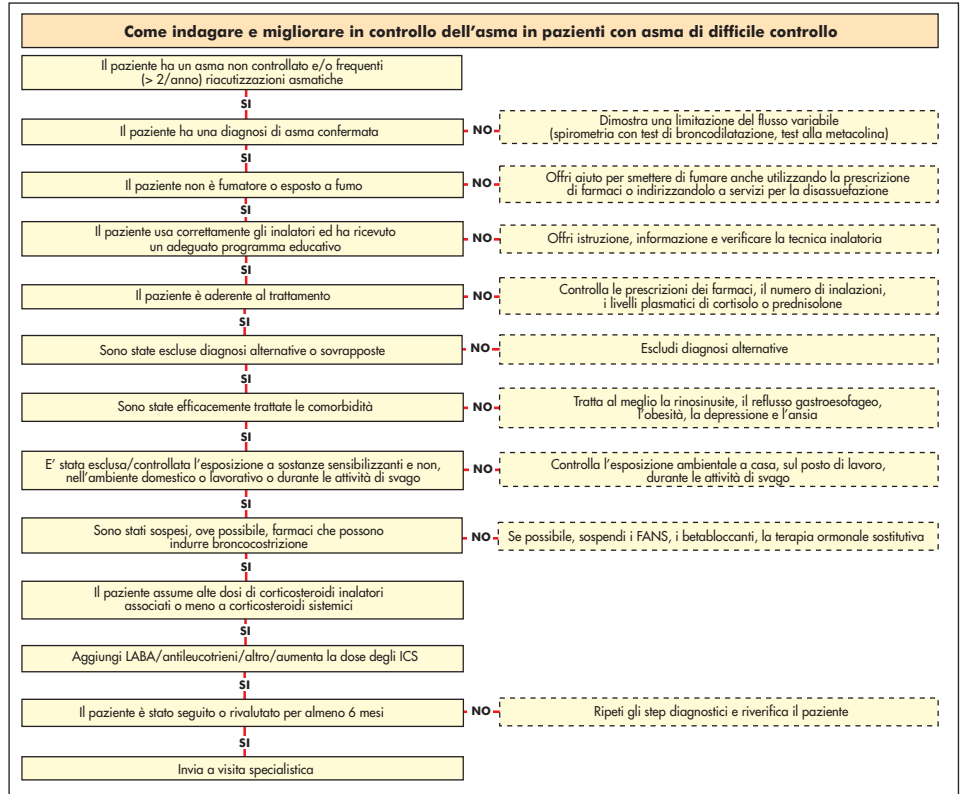 Come indagare e migliorare in controllo dell'asma in pazienti con asma di difficile controllo
Il paziente ha un asma non controllato e/o frequenti
(> 2/anno) riacutizzazioni asmatiche
SI
Il paziente ha una diagnosi di asma confermata
NO
Dimostra una limitazione del flusso variabile
(spirometria con test di broncodilatazione, test alla metacolina)
SI
Il paziente non è fumatore o esposto a fumo
NO
Offri aiuto per smettere di fumare anche utilizzando la prescrizione
di farmaci o indirizzandolo a servizi per la disassuefazione
SI
Il paziente usa correttamente gli inalatori ed ha ricevuto
un adeguato programma educativo
NO
Offri istruzione, informazione e verificare la tecnica inalatoria
SI
Il paziente è aderente al trattamento
NO
Controlla le prescrizioni dei farmaci, il numero di inalazioni,
i livelli plasmatici di cortisolo o prednisolone
SI
Sono state escluse diagnosi alternative o sovrapposte
NO
Escludi diagnosi alternative
SI
Sono state efficacemente trattate le comorbidità
NO
Tratta al meglio la rinosinusite, il reflusso gastroesofageo,
l'obesità, la depressione e l'ansia
SI
E' stata esclusa/controllata l'esposizione a sostanze sensibilizzanti e non,
nell'ambiente domestico o lavorativo o durante le attività di svago
NO
Controlla l'esposizione ambientale a casa, sul posto di lavoro,
durante le attività di svago
SI
Sono stati sospesi, ove possibile, farmaci che possono
indurre broncocostrizione
NO
Se possibile, sospendi i FANS, i betabloccanti, la terapia ormonale sostitutiva
SI
Il paziente assume alte dosi di corticosteroidi inalatori
associati o meno a corticosteroidi sistemici
SI
Aggiungi LABA/antileucotrieni/altro/aumenta la dose degli ICS
SI
Il paziente è stato seguito o rivalutato per almeno 6 mesi
NO
Ripeti gli step diagnostici e riverifica il paziente
SI
Invia a visita specialistica